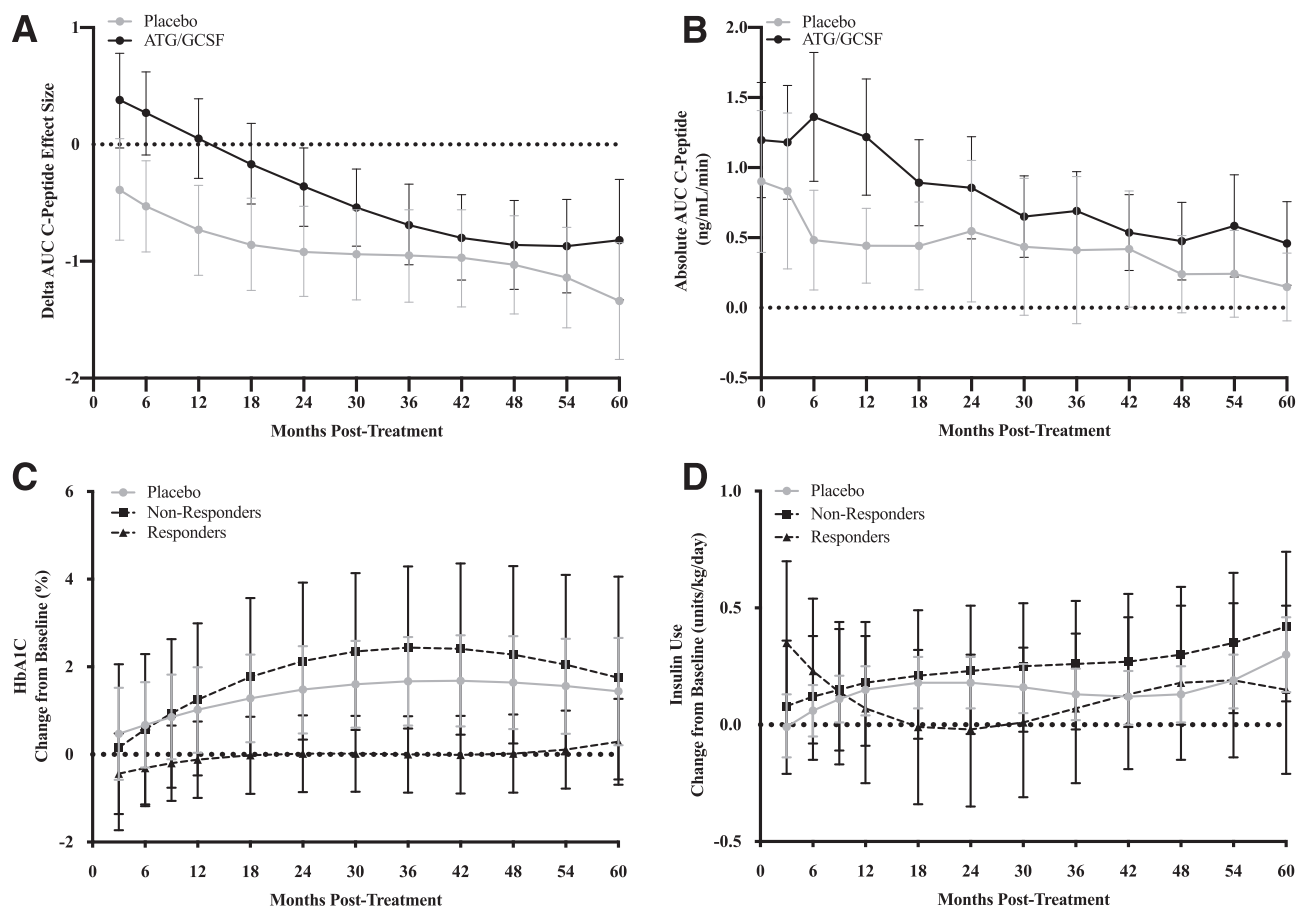 A
Placebo
ATG/GCSF
Delta AUC C-Peptide Effect Size
1
0
-1
-2
0 6 12 18 24 30 36 42 48 54 60
Months Post-Treatment
B
Placebo
ATG/GCSF
Absolute AUC C-Peptide
(ng/mL/min)
2.0
1.5
1.0
0.5
0.0
-0.5
0 6 12 18 24 30 36 42 48 54 60
Months Post-Treatment
C
Placebo
Non-Responders
Responders
HbA1C
Change from Baseline (%)
6
4
2
0
-2
0 6 12 18 24 30 36 42 48 54 60
Months Post-Treatment
D
Placebo
Non-Responders
Responders
Insulin Use
Change from Baseline (units/kg/day)
1.0
0.5
0.0
-0.5
0 6 12 18 24 30 36 42 48 54 60
Months Post-Treatment